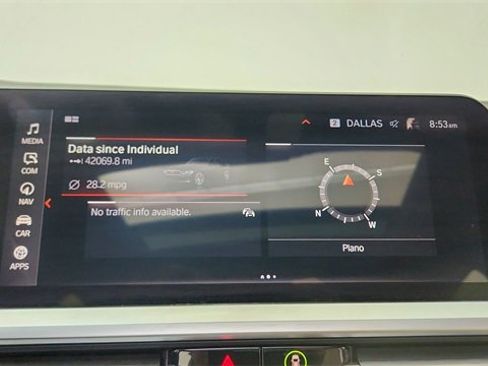 2 DALLAS 8:53am
MEDIA
COM
NAV
CAR
APPS
Data since Individual
42069.8 mi
28.2 mpg
No traffic info available.
E
S
N
W
Plano